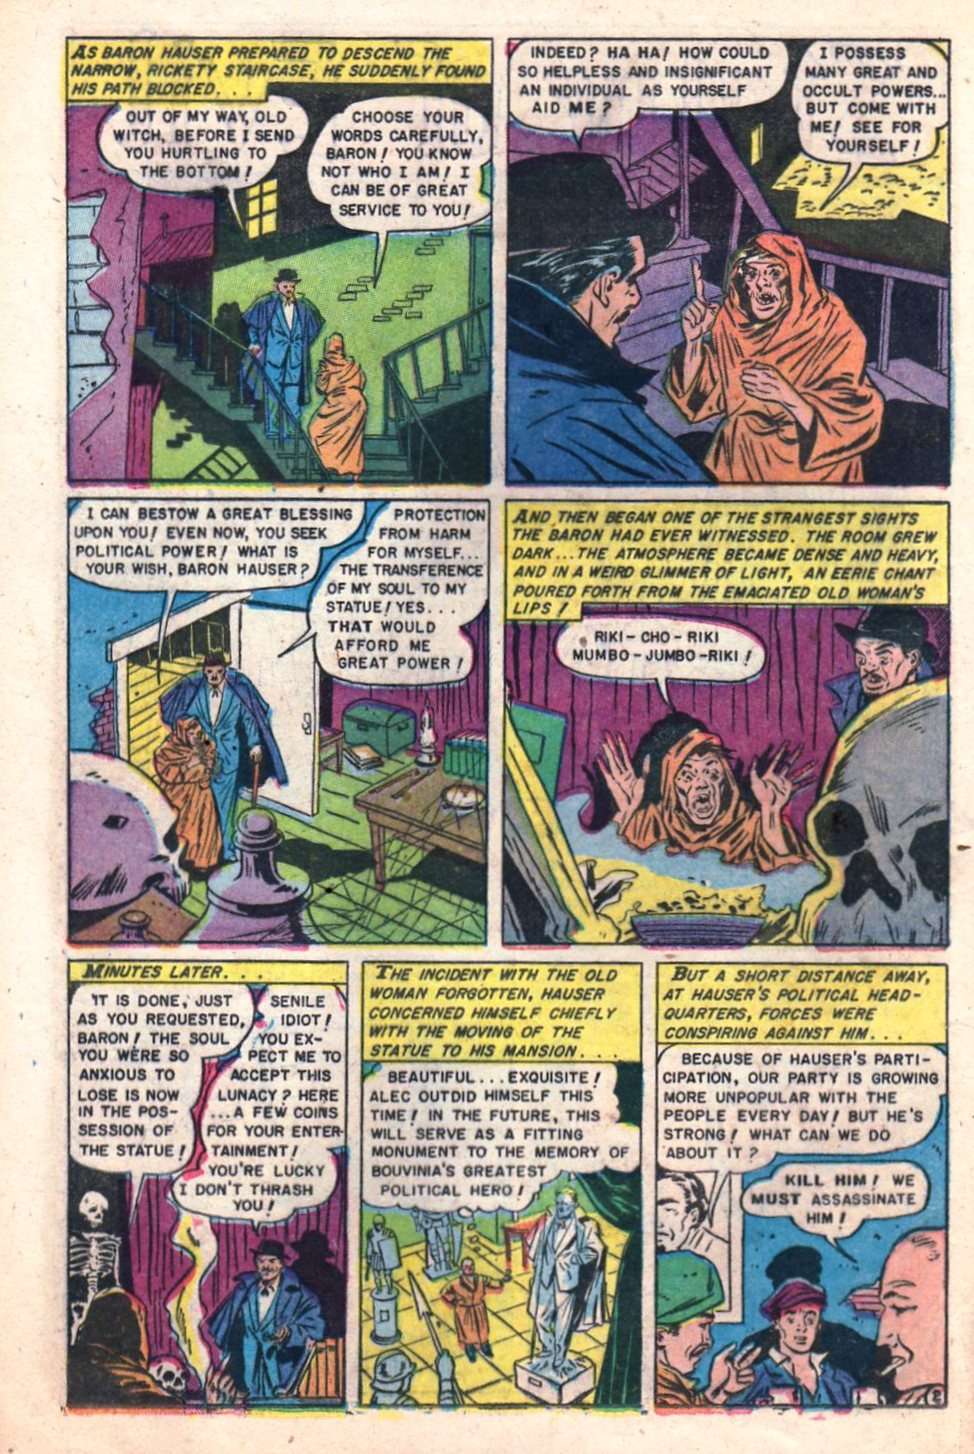 AS BARON HAUSER PREPARED TO DESCEND THE
NARROW, RICKETY STAIRCASE, HE SUDDENLY FOUND
HIS PATH BLOCKED...
OUT OF MY WAY, OLD
WITCH, BEFORE I SEND
YOU HURTLING TO
THE BOTTOM!
CHOOSE YOUR
WORDS CAREFULLY,
BARON! YOU KNOW
NOT WHO I AM! I
CAN BE OF GREAT
SERVICE TO YOU!
INDEED? HA HA! HOW COULD
SO HELPLESS AND INSIGNIFICANT
AN INDIVIDUAL AS YOURSELF
AID ME?
I POSSESS
MANY GREAT AND
OCCULT POWERS...
BUT COME WITH
ME! SEE FOR
YOURSELF!
I CAN BESTOW A GREAT BLESSING
UPON YOU! EVEN NOW, YOU SEEK
POLITICAL POWER! WHAT IS
YOUR WISH, BARON HAUSER?
PROTECTION
FROM HARM
FOR MYSELF...
THE TRANSFERENCE
OF MY SOUL TO MY
STATUE! YES...
THAT WOULD
AFFORD ME
GREAT POWER!
AND THEN BEGAN ONE OF THE STRANGEST SIGHTS
THE BARON HAD EVER WITNESSED. THE ROOM GREW
DARK...THE ATMOSPHERE BECAME DENSE AND HEAVY,
AND IN A WEIRD GLIMMER OF LIGHT, AN EERIE CHANT
POURED FORTH FROM THE EMACIATED OLD WOMAN'S
LIPS!
RIKI-CHO-RIKI
MUMBO-JUMBO-RIKI!
MINUTES LATER...
'IT IS DONE, JUST
AS YOU REQUESTED,
BARON! THE SOUL
YOU WERE SO
ANXIOUS TO
LOSE IS NOW
IN THE POS-
SESSION OF
THE STATUE!
SENILE
IDIOT!
YOU EX-
PECT ME TO
ACCEPT THIS
LUNACY? HERE
...A FEW COINS
FOR YOUR ENTER-
TAINMENT!
YOU'RE LUCKY
I DON'T THRASH
YOU!
THE INCIDENT WITH THE OLD
WOMAN FORGOTTEN, HAUSER
CONCERNED HIMSELF CHIEFLY
WITH THE MOVING OF THE
STATUE TO HIS MANSION...
BEAUTIFUL...EXQUISITE!
ALEC OUTDID HIMSELF THIS
TIME! IN THE FUTURE, THIS
WILL SERVE AS A FITTING
MONUMENT TO THE MEMORY OF
BOUVINIA'S GREATEST
POLITICAL HERO!
BUT A SHORT DISTANCE AWAY,
AT HAUSER'S POLITICAL HEAD-
QUARTERS, FORCES WERE
CONSPIRING AGAINST HIM...
BECAUSE OF HAUSER'S PARTI-
CIPATION, OUR PARTY IS GROWING
MORE UNPOPULAR WITH THE
PEOPLE EVERY DAY! BUT HE'S
STRONG! WHAT CAN WE DO
ABOUT IT?
KILL HIM! WE
MUST ASSASSINATE
HIM!
2